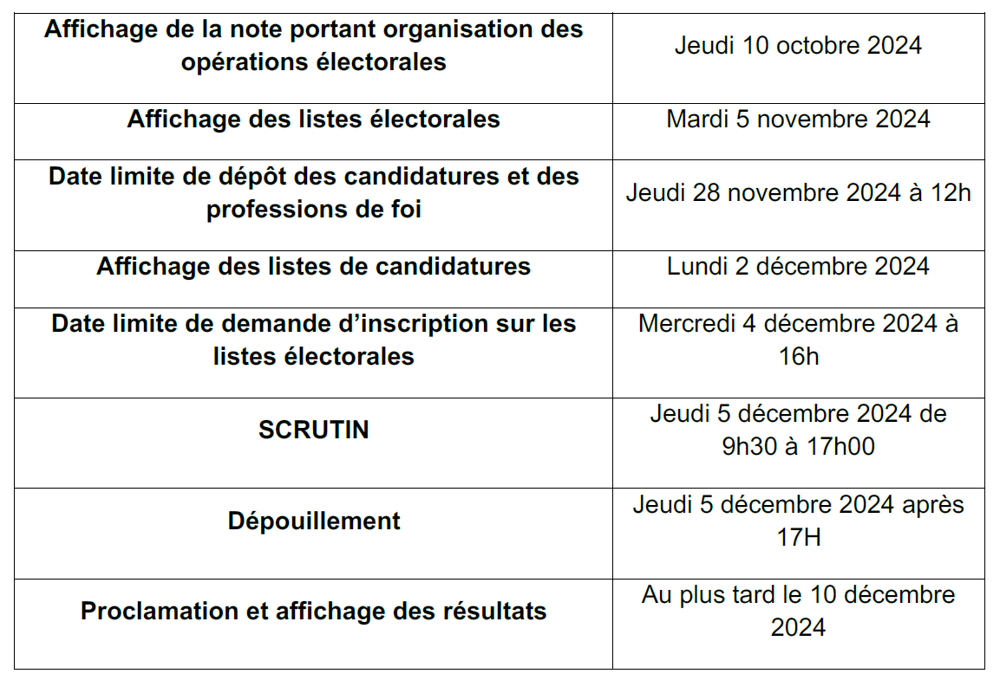 Affichage de la note portant organisation des
opérations électorales
Jeudi 10 octobre 2024
Affichage des listes électorales
Mardi 5 novembre 2024
Date limite de dépôt des candidatures et des
professions de foi
Jeudi 28 novembre 2024 à 12h
Affichage des listes de candidatures
Lundi 2 décembre 2024
Date limite de demande d’inscription sur les
listes électorales
Mercredi 4 décembre 2024 à
16h
SCRUTIN
Jeudi 5 décembre 2024 de
9h30 à 17h00
Dépouillement
Jeudi 5 décembre 2024 après
17H
Proclamation et affichage des résultats
Au plus tard le 10 décembre
2024